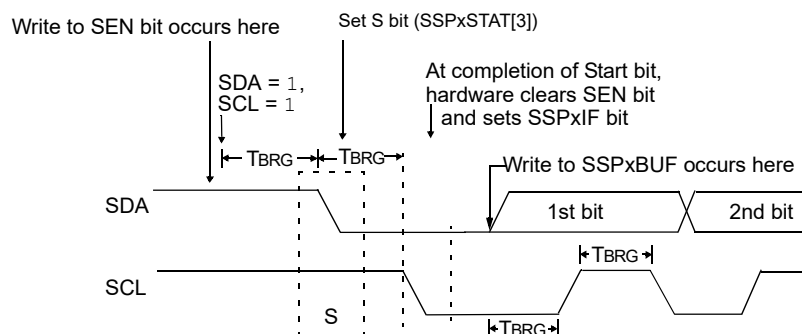 Write to SEN bit occurs here
Set S bit (SSPxSTAT[3])
SDA = 1,
SCL = 1
At completion of Start bit,
hardware clears SEN bit
and sets SSPxIF bit
TBRG
TBRG
Write to SSPxBUF occurs here
SDA
1st bit
2nd bit
TBRG
SCL
S
TBRG